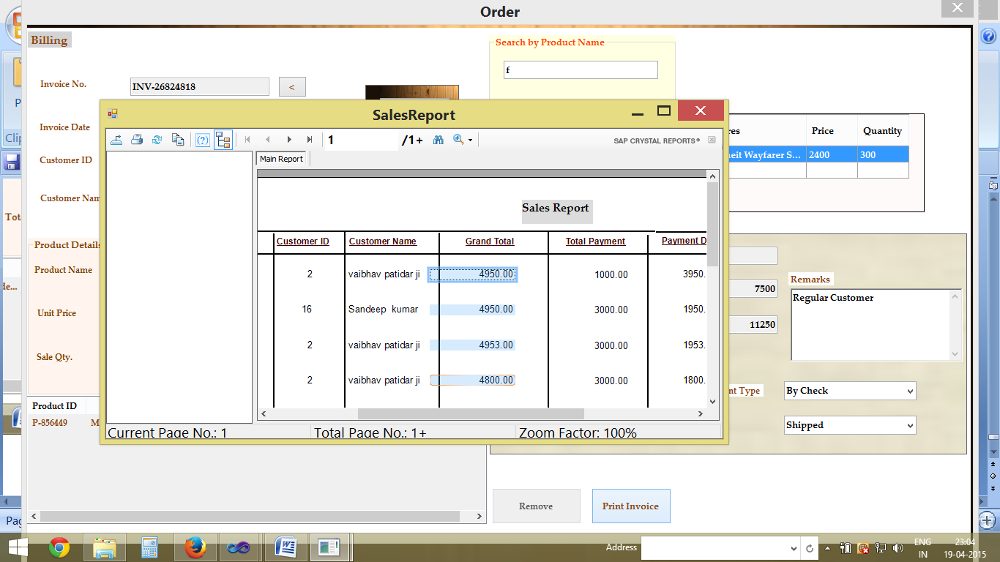 Order
Billing
Search by Product Name
f
Invoice No.
INV-26824818
<
Invoice Date
Customer ID
Customer Nam
Product Details
Product Name
Unit Price
Sale Qty.
Product ID
P-856449
M
Price
Quantity
heit Wayfarer S...
2400
300
7500
11250
Remarks
Regular Customer
nt Type
By Check
Shipped
Remove
Print Invoice
SalesReport
1
/1+
SAP CRYSTAL REPORTS®
Main Report
Sales Report
Customer ID Customer Name Grand Total Total Payment Payment D
2 vaibhav patidar ji 4950.00 1000.00 3950.
16 Sandeep kumar 4950.00 3000.00 1950.
2 vaibhav patidar ji 4953.00 3000.00 1953.
2 vaibhav patidar ji 4800.00 3000.00 1800.
Current Page No.: 1 Total Page No.: 1+ Zoom Factor: 100%
Clip
Tota
de...
Pag
Address
ENG
IN
23:04
19-04-2015